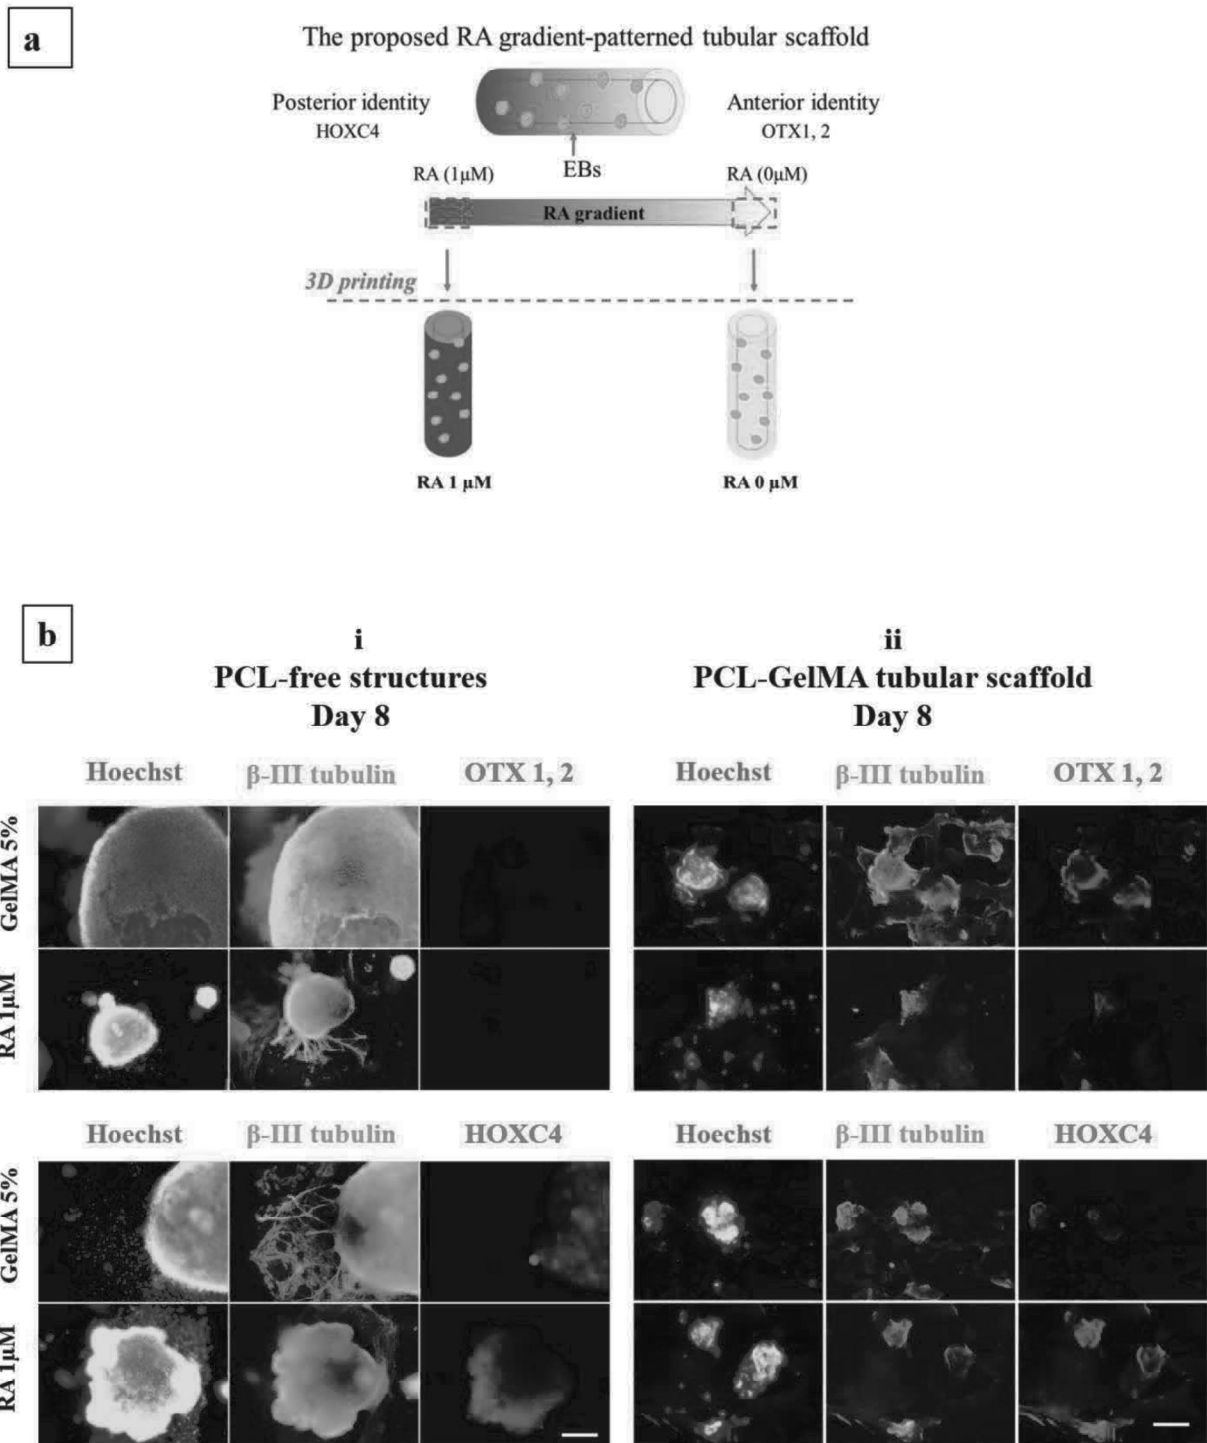 a
The proposed RA gradient-patterned tubular scaffold
Posterior identity
HOXC4
Anterior identity
OTX1, 2
EBs
RA (1μM)
RA (0μM)
RA gradient
3D printing
RA 1 μM
RA 0 μM
b
i
PCL-free structures
Day 8
ii
PCL-GelMA tubular scaffold
Day 8
Hoechst β-III tubulin OTX 1, 2
Hoechst β-III tubulin OTX 1, 2
GelMA 5%
RA 1μM
Hoechst β-III tubulin HOXC4
Hoechst β-III tubulin HOXC4
GelMA 5%
RA 1μM